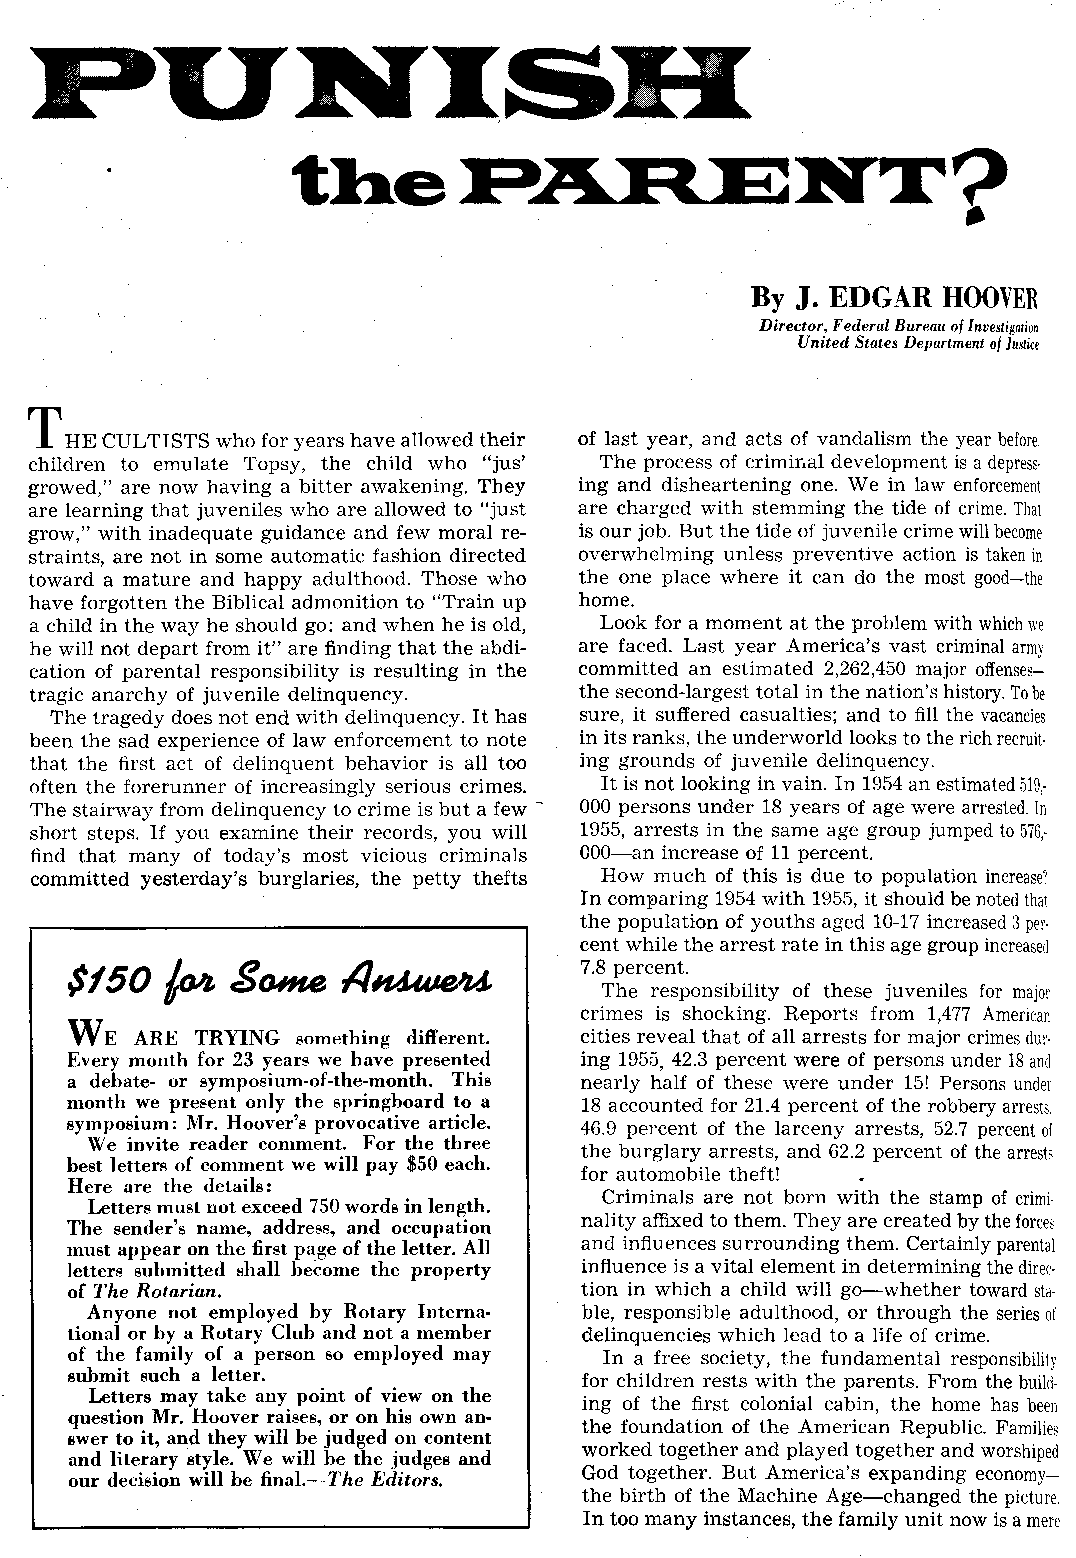 PUNISH
the PARENT?
By J. EDGAR HOOVER
Director, Federal Bureau of Investigation
United States Department of Justice
THE CULTISTS who for years have allowed their
children to emulate Topsy, the child who "jus'
growed," are now having a bitter awakening. They
are learning that juveniles who are allowed to "just
grow," with inadequate guidance and few moral re-
straints, are not in some automatic fashion directed
toward a mature and happy adulthood. Those who
have forgotten the Biblical admonition to "Train up
a child in the way he should go: and when he is old,
he will not depart from it" are finding that the abdi-
cation of parental responsibility is resulting in the
tragic anarchy of juvenile delinquency.
The tragedy does not end with delinquency. It has
been the sad experience of law enforcement to note
that the first act of delinquent behavior is all too
often the forerunner of increasingly serious crimes.
The stairway from delinquency to crime is but a few
short steps. If you examine their records, you will
find that many of today's most vicious criminals
committed yesterday's burglaries, the petty thefts
$150 for Some Answers
WE ARE TRYING something different.
Every month for 23 years we have presented
a debate- or symposium-of-the-month. This
month we present only the springboard to a
symposium: Mr. Hoover's provocative article.
We invite reader comment. For the three
best letters of comment we will pay $50 each.
Here are the details:
Letters must not exceed 750 words in length.
The sender's name, address, and occupation
must appear on the first page of the letter. All
letters submitted shall become the property
of The Rotarian.
Anyone not employed by Rotary Interna-
tional or by a Rotary Club and not a member
of the family of a person so employed may
submit such a letter.
Letters may take any point of view on the
question Mr. Hoover raises, or on his own an-
swer to it, and they will be judged on content
and literary style. We will be the judges and
our decision will be final.--The Editors.
of last year, and acts of vandalism the year before.
The process of criminal development is a depress-
ing and disheartening one. We in law enforcement
are charged with stemming the tide of crime. That
is our job. But the tide of juvenile crime will become
overwhelming unless preventive action is taken in
the one place where it can do the most good—the
home.
Look for a moment at the problem with which we
are faced. Last year America's vast criminal army
committed an estimated 2,262,450 major offenses—
the second-largest total in the nation's history. To be
sure, it suffered casualties; and to fill the vacancies
in its ranks, the underworld looks to the rich recruit-
ing grounds of juvenile delinquency.
It is not looking in vain. In 1954 an estimated 519,-
000 persons under 18 years of age were arrested. In
1955, arrests in the same age group jumped to 576,-
000—an increase of 11 percent.
How much of this is due to population increase?
In comparing 1954 with 1955, it should be noted that
the population of youths aged 10-17 increased 3 per-
cent while the arrest rate in this age group increased
7.8 percent.
The responsibility of these juveniles for major
crimes is shocking. Reports from 1,477 American
cities reveal that of all arrests for major crimes dur-
ing 1955, 42.3 percent were of persons under 18 and
nearly half of these were under 15! Persons under
18 accounted for 21.4 percent of the robbery arrests,
46.9 percent of the larceny arrests, 52.7 percent of
the burglary arrests, and 62.2 percent of the arrests
for automobile theft!
Criminals are not born with the stamp of crimi-
nality affixed to them. They are created by the forces
and influences surrounding them. Certainly parental
influence is a vital element in determining the direc-
tion in which a child will go—whether toward sta-
ble, responsible adulthood, or through the series of
delinquencies which lead to a life of crime.
In a free society, the fundamental responsibility
for children rests with the parents. From the build-
ing of the first colonial cabin, the home has been
the foundation of the American Republic. Families
worked together and played together and worshiped
God together. But America's expanding economy—
the birth of the Machine Age—changed the picture.
In too many instances, the family unit now is a mere